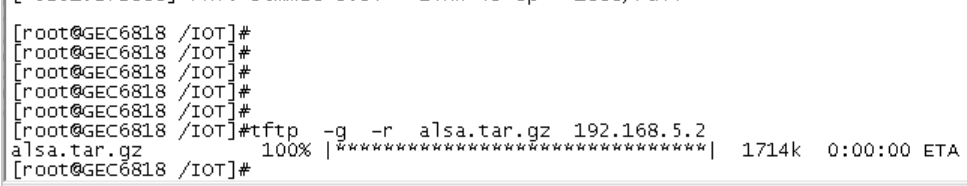 [root@GEC6818 /IOT]#
[root@GEC6818 /IOT]#
[root@GEC6818 /IOT]#
[root@GEC6818 /IOT]#
[root@GEC6818 /IOT]#
[root@GEC6818 /IOT]#tftp  -g  -r  alsa.tar.gz  192.168.5.2
alsa.tar.gz          100% |*******************************|  1714k  0:00:00 ETA
[root@GEC6818 /IOT]#